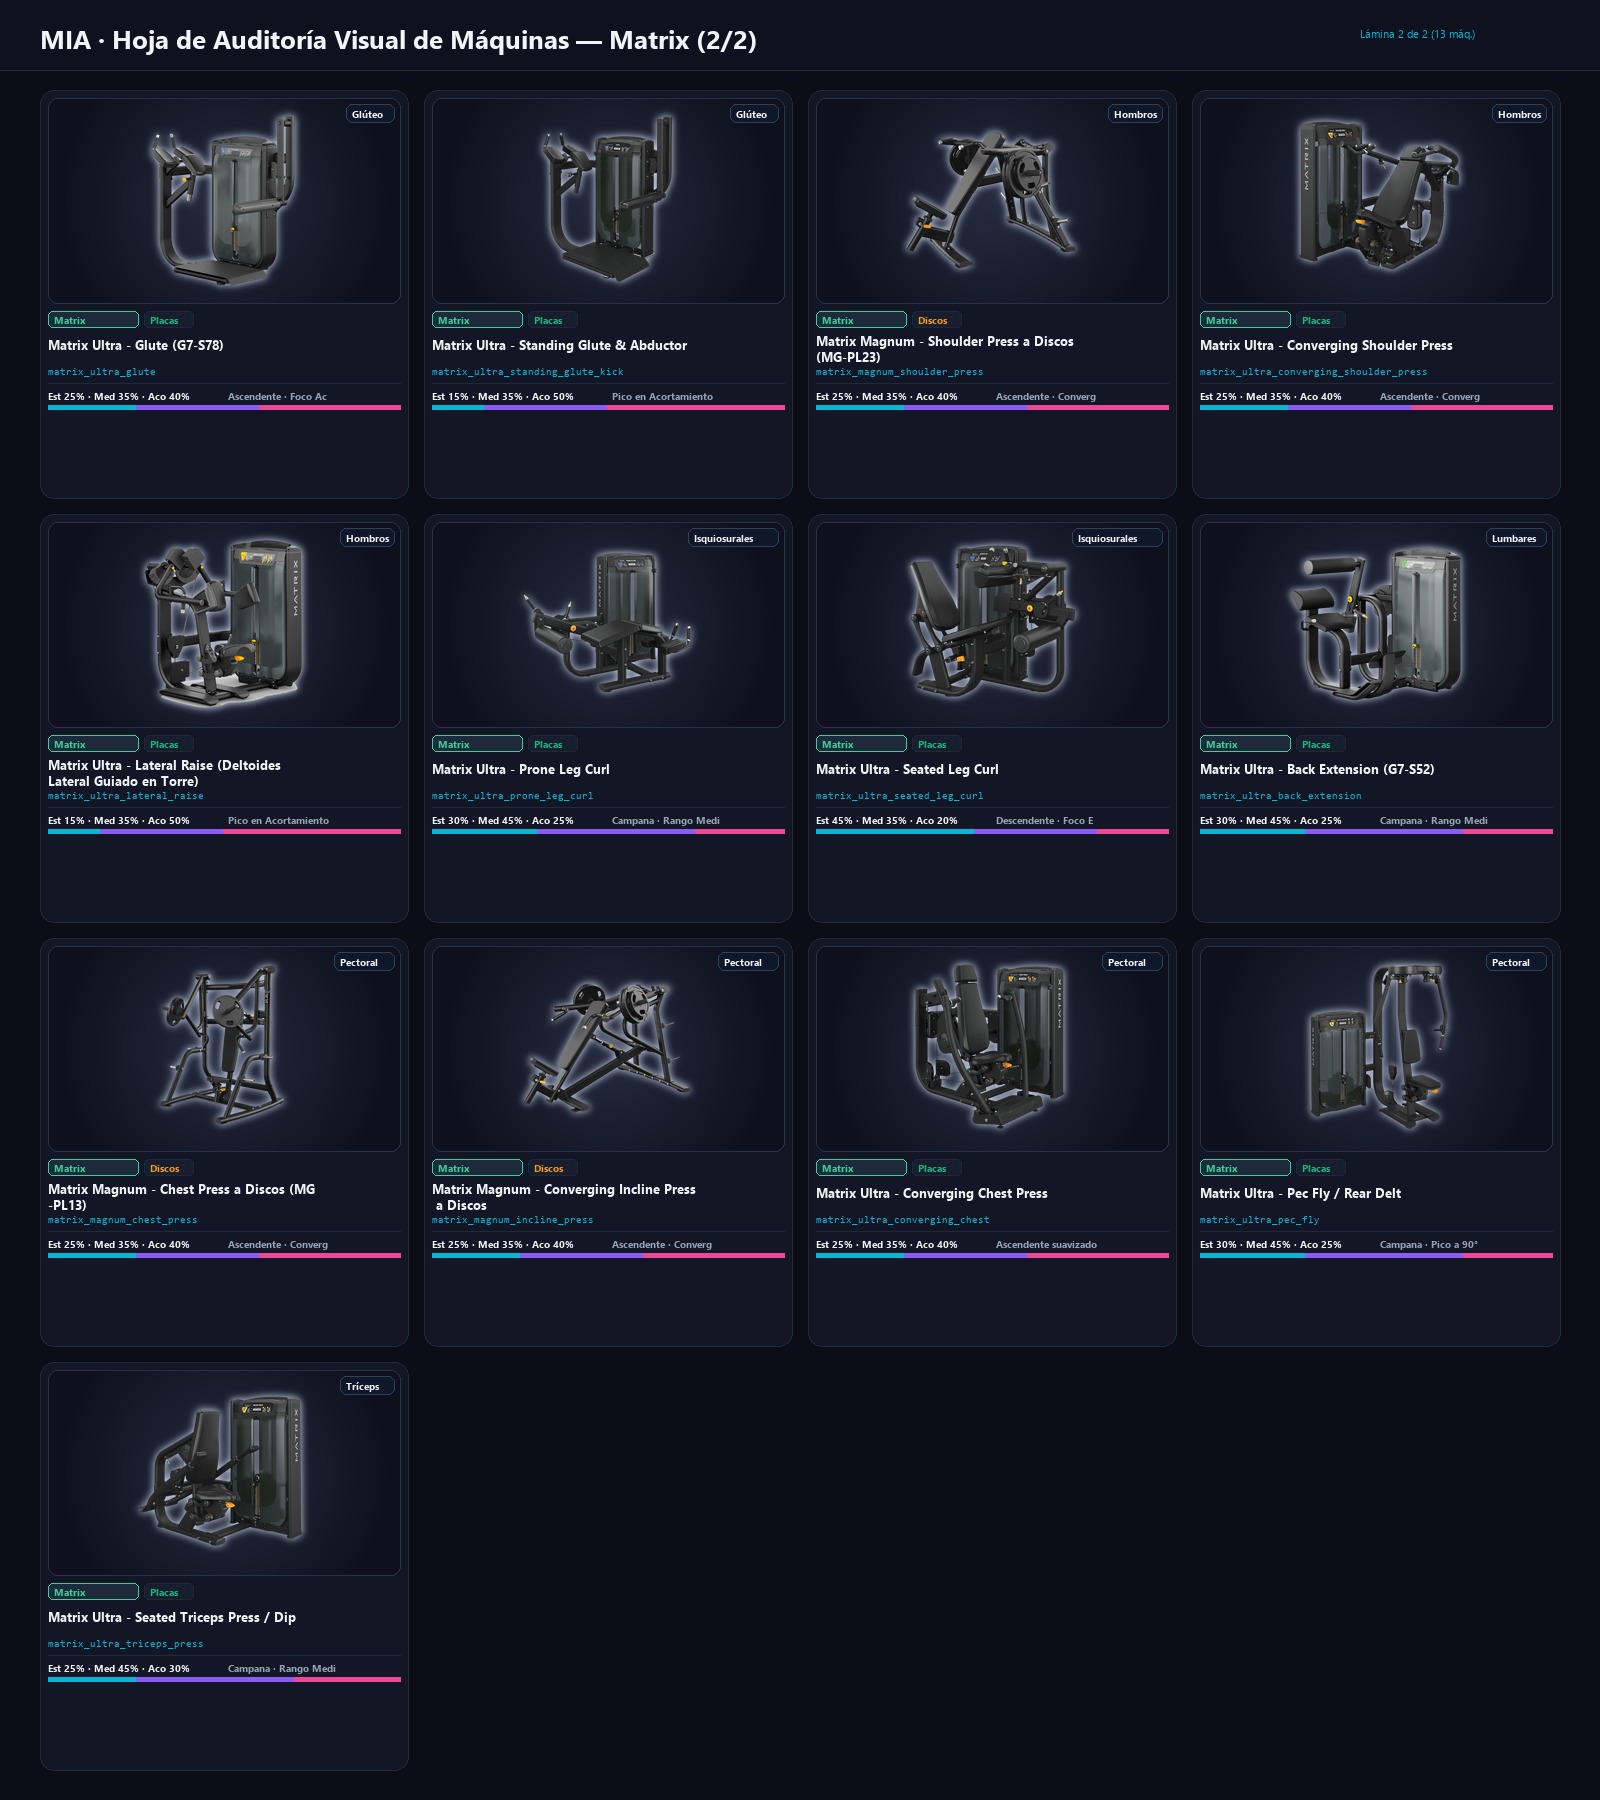 MIA · Hoja de Auditoría Visual de Máquinas — Matrix (2/2)
Lámina 2 de 2 (13 máq.)
Glúteo
Matrix
Placas
Matrix Ultra - Glute (G7-S78)
matrix_ultra_glute
Est 25% · Med 35% · Aco 40%
Ascendente · Foco Ac
Glúteo
Matrix
Placas
Matrix Ultra - Standing Glute & Abductor
matrix_ultra_standing_glute_kick
Est 15% · Med 35% · Aco 50%
Pico en Acortamiento
Hombros
Matrix
Discos
Matrix Magnum - Shoulder Press a Discos
(MG-PL23)
matrix_magnum_shoulder_press
Est 25% · Med 35% · Aco 40%
Ascendente · Converg
Hombros
MATRIX
Matrix
Placas
Matrix Ultra - Converging Shoulder Press
matrix_ultra_converging_shoulder_press
Est 25% · Med 35% · Aco 40%
Ascendente · Converg
Hombros
MATRIX
Matrix
Placas
Matrix Ultra - Lateral Raise (Deltoides
Lateral Guiado en Torre)
matrix_ultra_lateral_raise
Est 15% · Med 35% · Aco 50%
Pico en Acortamiento
Isquiosurales
MATRIX
Matrix
Placas
Matrix Ultra - Prone Leg Curl
matrix_ultra_prone_leg_curl
Est 30% · Med 45% · Aco 25%
Campana · Rango Medi
Isquiosurales
Matrix
Placas
Matrix Ultra - Seated Leg Curl
matrix_ultra_seated_leg_curl
Est 45% · Med 35% · Aco 20%
Descendente · Foco E
Lumbares
MATRIX
Matrix
Placas
Matrix Ultra - Back Extension (G7-S52)
matrix_ultra_back_extension
Est 30% · Med 45% · Aco 25%
Campana · Rango Medi
Pectoral
Matrix
Discos
Matrix Magnum - Chest Press a Discos (MG
-PL13)
matrix_magnum_chest_press
Est 25% · Med 35% · Aco 40%
Ascendente · Converg
Pectoral
Matrix
Discos
Matrix Magnum - Converging Incline Press
a Discos
matrix_magnum_incline_press
Est 25% · Med 35% · Aco 40%
Ascendente · Converg
Pectoral
MATRIX
Matrix
Placas
Matrix Ultra - Converging Chest Press
matrix_ultra_converging_chest
Est 25% · Med 35% · Aco 40%
Ascendente suavizado
Pectoral
MATRIX
Matrix
Placas
Matrix Ultra - Pec Fly / Rear Delt
matrix_ultra_pec_fly
Est 30% · Med 45% · Aco 25%
Campana · Pico a 90°
Tríceps
MATRIX
Matrix
Placas
Matrix Ultra - Seated Triceps Press / Dip
matrix_ultra_triceps_press
Est 25% · Med 45% · Aco 30%
Campana · Rango Medi